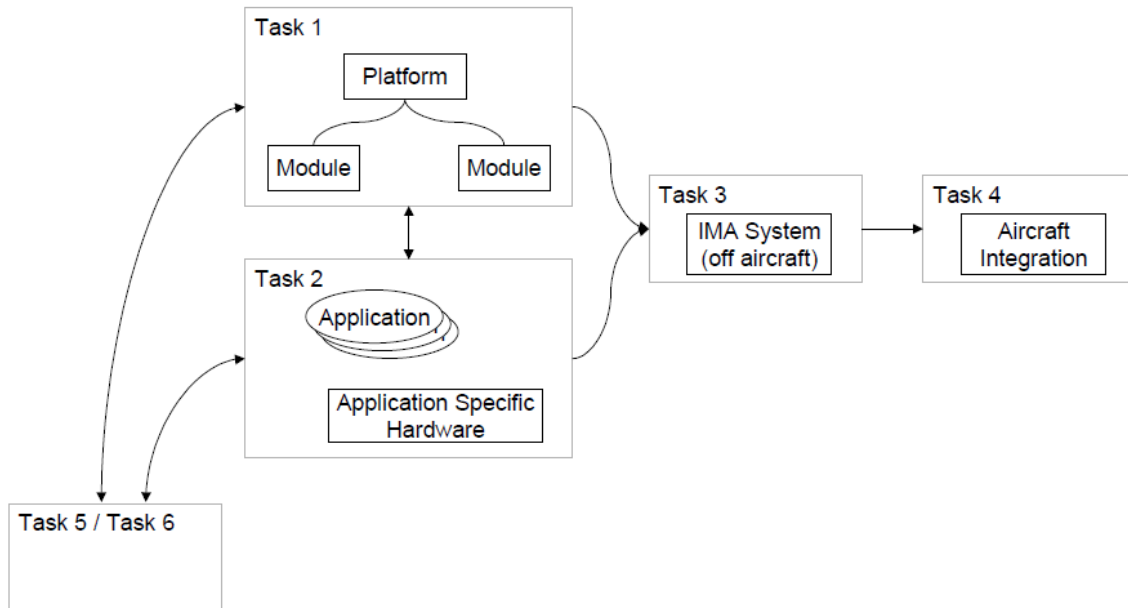 Task 1
Platform
Module
Module
Task 2
Application
Application Specific
Hardware
Task 3
IMA System
(off aircraft)
Task 4
Aircraft
Integration
Task 5 / Task 6